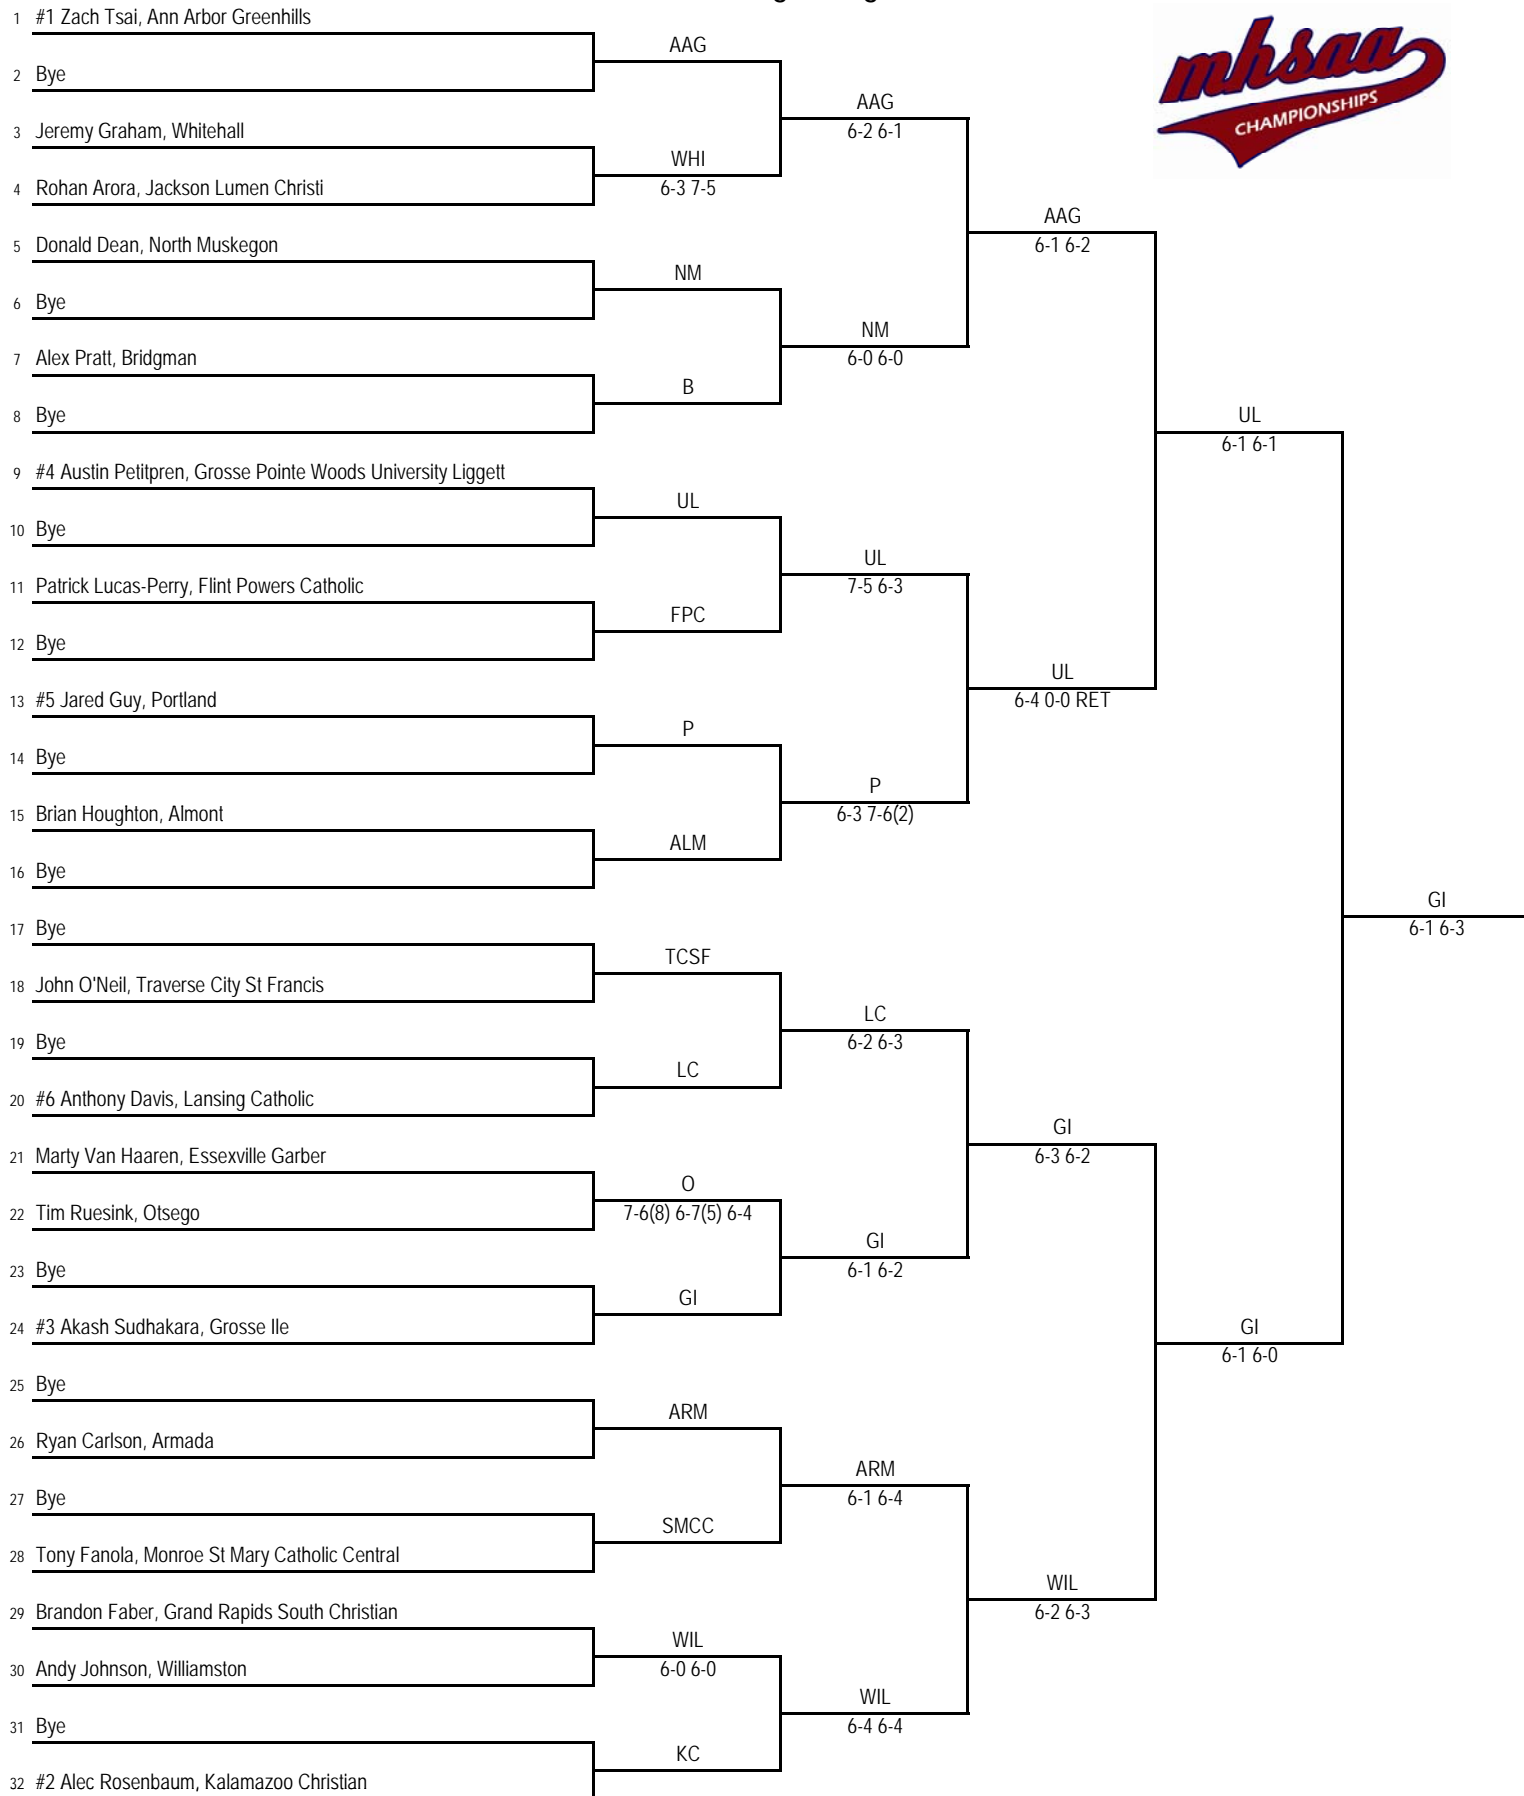 1 #1 Zach Tsai, Ann Arbor Greenhills
AAG
2 Bye
AAG
6-2 6-1
3 Jeremy Graham, Whitehall
WHI
6-3 7-5
4 Rohan Arora, Jackson Lumen Christi
AAG
6-1 6-2
5 Donald Dean, North Muskegon
NM
6 Bye
NM
6-0 6-0
7 Alex Pratt, Bridgman
B
8 Bye
UL
6-1 6-1
9 #4 Austin Petitpren, Grosse Pointe Woods University Liggett
UL
10 Bye
UL
7-5 6-3
11 Patrick Lucas-Perry, Flint Powers Catholic
FPC
12 Bye
UL
6-4 0-0 RET
13 #5 Jared Guy, Portland
P
14 Bye
P
6-3 7-6(2)
15 Brian Houghton, Almont
ALM
16 Bye
GI
6-1 6-3
17 Bye
TCSF
18 John O'Neil, Traverse City St Francis
LC
6-2 6-3
19 Bye
LC
20 #6 Anthony Davis, Lansing Catholic
GI
6-3 6-2
21 Marty Van Haaren, Essexville Garber
O
7-6(8) 6-7(5) 6-4
22 Tim Ruesink, Otsego
GI
6-1 6-2
23 Bye
GI
24 #3 Akash Sudhakara, Grosse Ile
GI
6-1 6-0
25 Bye
ARM
26 Ryan Carlson, Armada
ARM
6-1 6-4
27 Bye
SMCC
28 Tony Fanola, Monroe St Mary Catholic Central
WIL
6-2 6-3
29 Brandon Faber, Grand Rapids South Christian
WIL
6-0 6-0
30 Andy Johnson, Williamston
WIL
6-4 6-4
31 Bye
KC
32 #2 Alec Rosenbaum, Kalamazoo Christian
mhsaa
CHAMPIONSHIPS